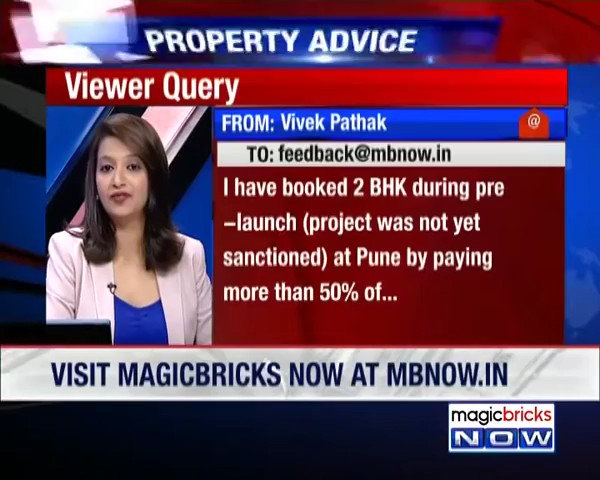 PROPERTY ADVICE
Viewer Query
FROM: Vivek Pathak
@
TO: feedback@mbnow.in
I have booked 2 BHK during pre
–launch (project was not yet
sanctioned) at Pune by paying
more than 50% of...
VISIT MAGICBRICKS NOW AT MBNOW.IN
magicbricks
NOW